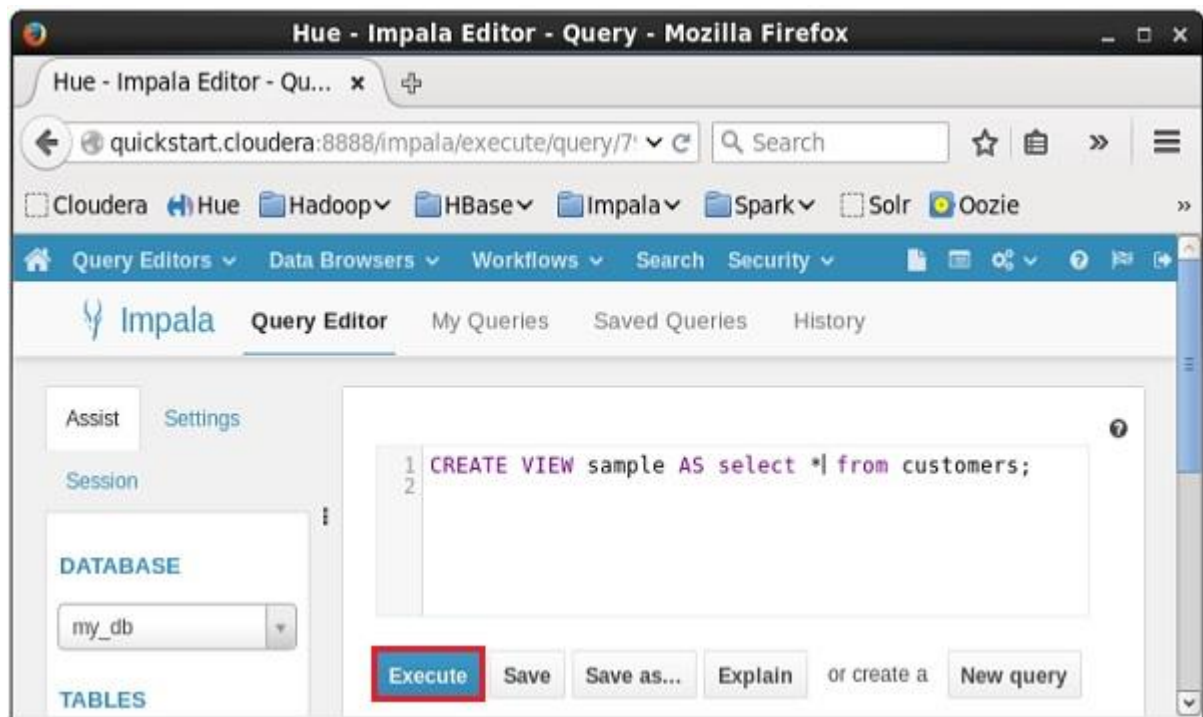 Hue - Impala Editor - Query - Mozilla Firefox
Hue - Impala Editor - Qu...
quickstart.cloudera:8888/impala/execute/query/7 Search
Cloudera Hue Hadoop HBase Impala Spark Solr Oozie »
Query Editors Data Browsers Workflows Search Security
Impala Query Editor My Queries Saved Queries History
Assist Settings
Session
1 CREATE VIEW sample AS select * from customers;
2
DATABASE
my_db
Execute Save Save as... Explain or create a New query
TABLES